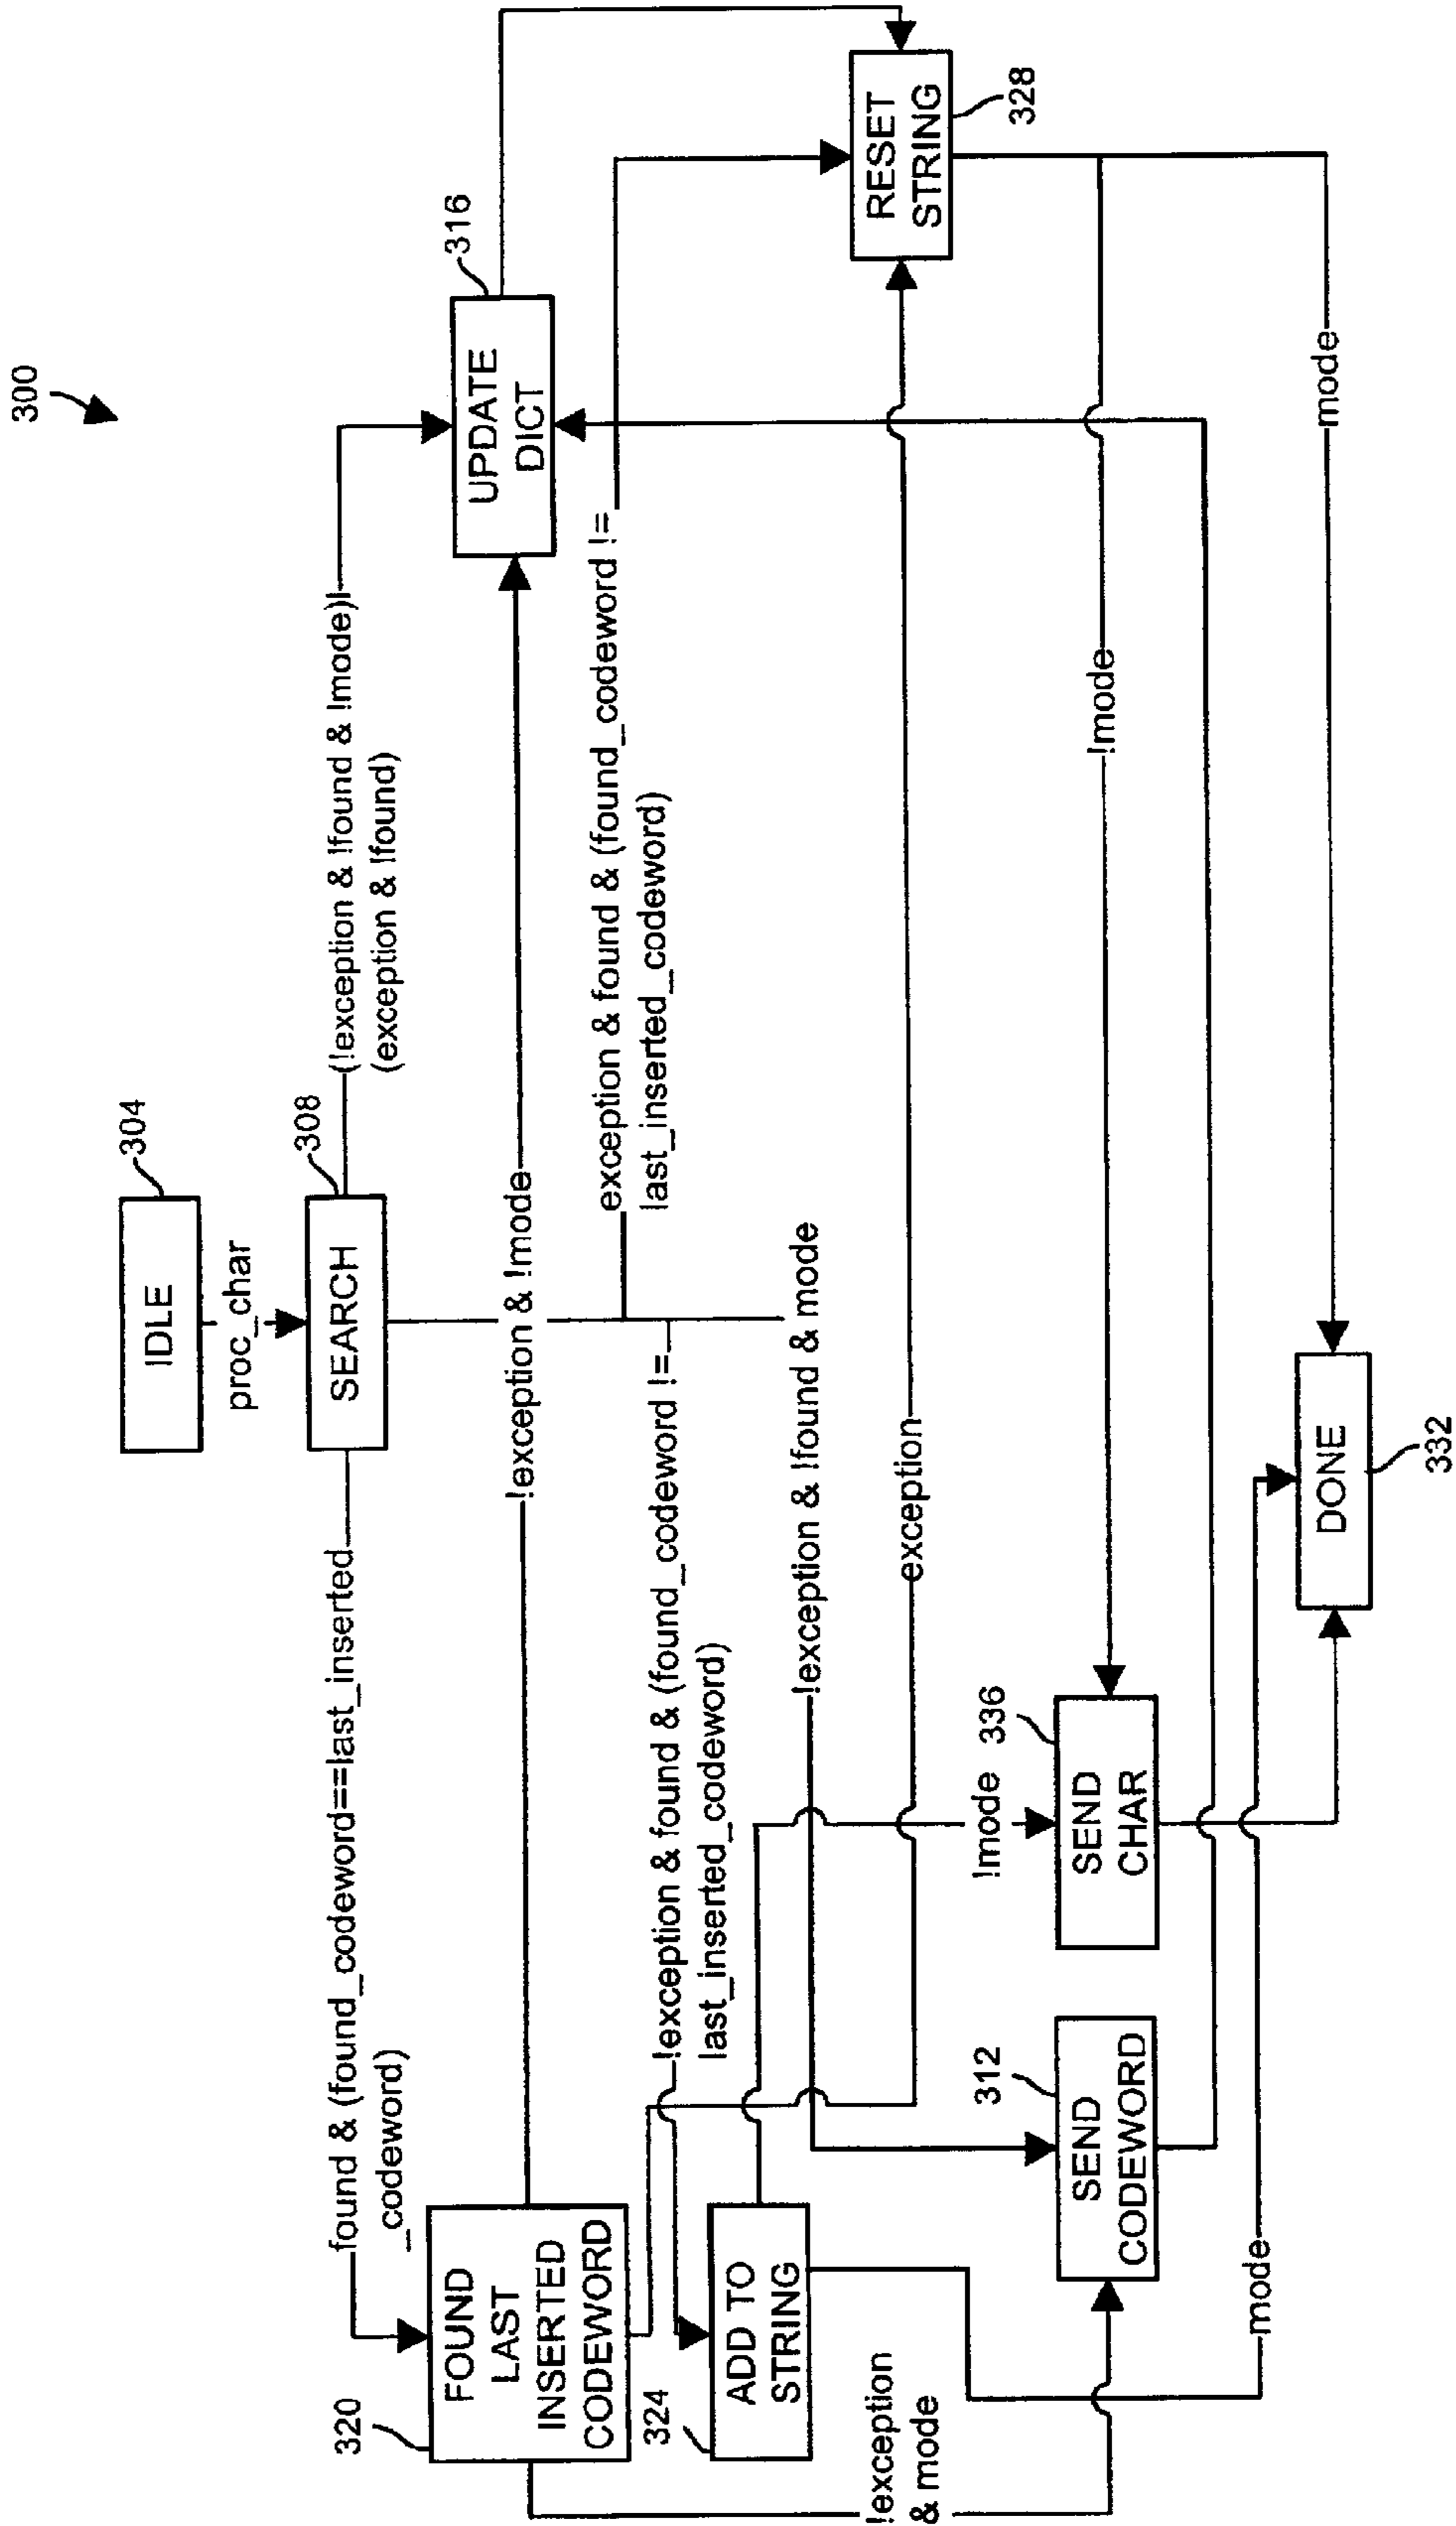 300
IDLE
304
proc_char
SEARCH
308
found & (found_codeword==last_inserted
_codeword)
(!exception & !found & !mode)|
(exception & !found)
320
FOUND
LAST
INSERTED
CODEWORD
!exception & !mode
UPDATE
DICT
316
exception & found & (found_codeword !=
last_inserted_codeword)
!exception & found & (found_codeword !=
last_inserted_codeword)
324
ADD TO
STRING
!exception & !found & mode
exception
RESET
STRING
328
!exception
& mode
312
SEND
CODEWORD
!mode
336
SEND
CHAR
!mode
mode
mode
DONE
332